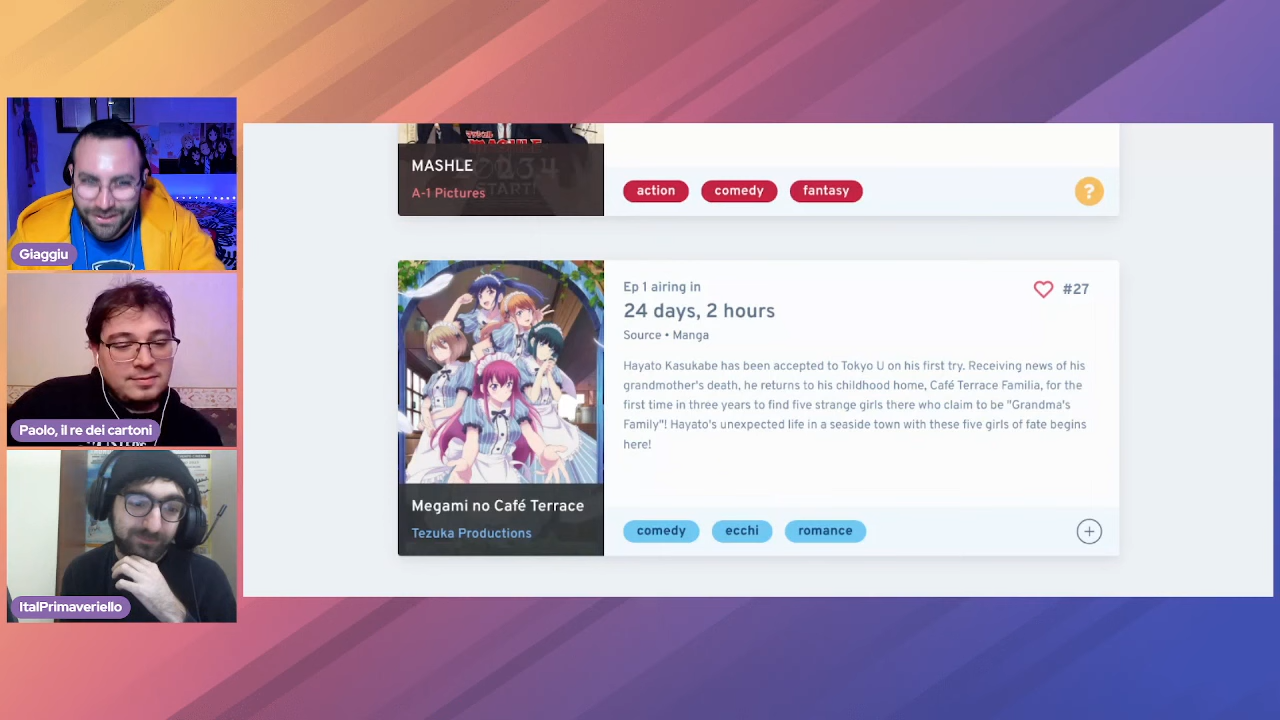 Giaggiu
Paolo, il re dei cartoni
ItalPrimaveriello
MASHLE
A-1 Pictures
action
comedy
fantasy
?
Ep 1 airing in
24 days, 2 hours
Source • Manga
#27
Hayato Kasukabe has been accepted to Tokyo U on his first try. Receiving news of his
grandmother's death, he returns to his childhood home, Café Terrace Familia, for the
first time in three years to find five strange girls there who claim to be "Grandma's
Family"! Hayato's unexpected life in a seaside town with these five girls of fate begins
here!
Megami no Café Terrace
Tezuka Productions
comedy
ecchi
romance